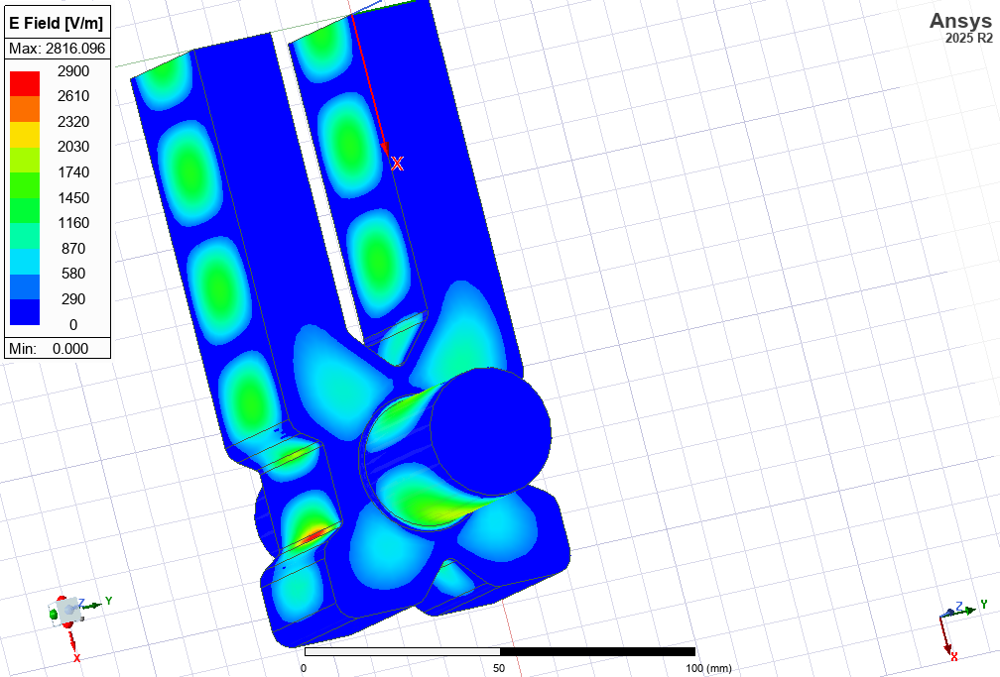 E Field [V/m]
Max: 2816.096
2900
2610
2320
2030
1740
1450
1160
870
580
290
0
Min: 0.000
Ansys
2025 R2
X
Z
Y
X
Z
Y
X
0
50
100 (mm)